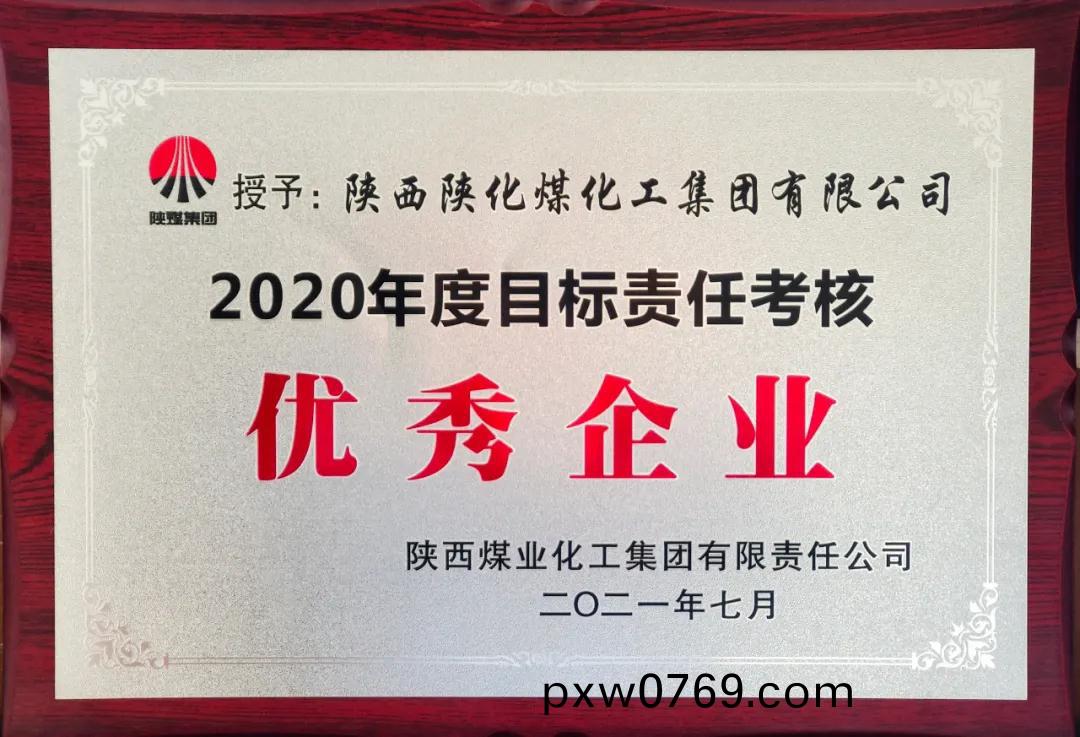 陕煤集团
授予：陕西陕化煤化工集团有限公司
2020年度目标责任考核
优秀企业
陕西煤业化工集团有限责任公司
二〇二一年七月
pxw0769.com